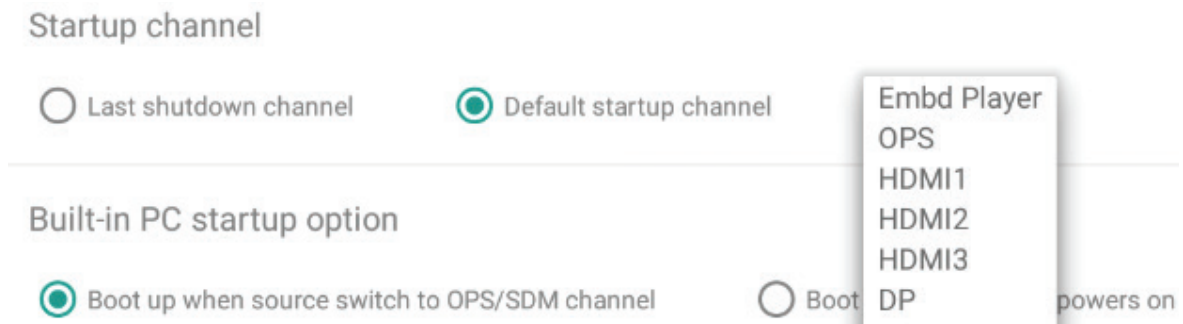 Startup channel
Last shutdown channel
Default startup channel
Embd Player
OPS
HDMI1
HDMI2
HDMI3
DP
Built-in PC startup option
Boot up when source switch to OPS/SDM channel
Boot
powers on